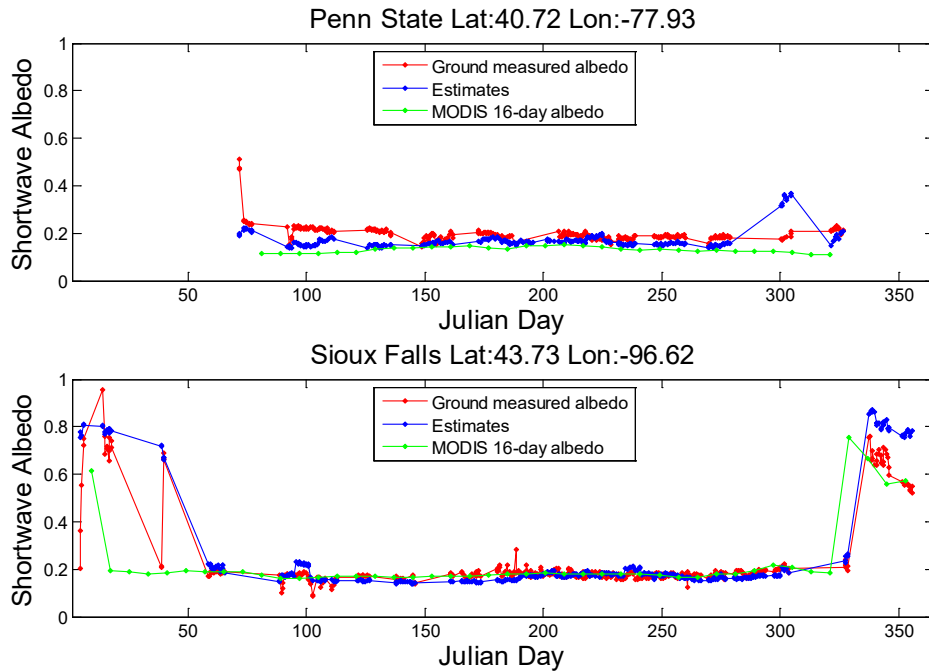 Penn State Lat:40.72 Lon:-77.93
Shortwave Albedo
1
0.8
0.6
0.4
0.2
0
Ground measured albedo
Estimates
MODIS 16-day albedo
50 100 150 200 250 300 350
Julian Day
Sioux Falls Lat:43.73 Lon:-96.62
Shortwave Albedo
1
0.8
0.6
0.4
0.2
0
Ground measured albedo
Estimates
MODIS 16-day albedo
50 100 150 200 250 300 350
Julian Day